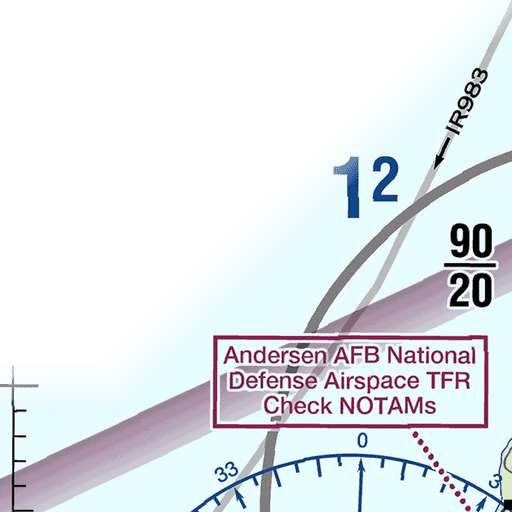 IR983
12
90
20
Andersen AFB National
Defense Airspace TFR
Check NOTAMs
0
33
3